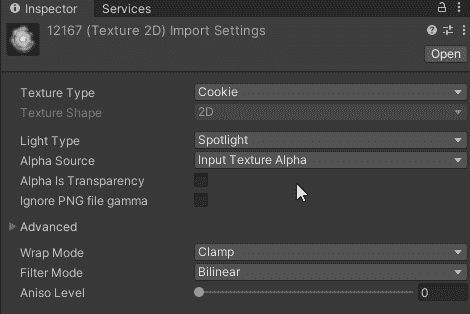 Inspector Services
12167 (Texture 2D) Import Settings
Open
Texture Type Cookie
Texture Shape 2D
Light Type Spotlight
Alpha Source Input Texture Alpha
Alpha Is Transparency
Ignore PNG file gamma
Advanced
Wrap Mode Clamp
Filter Mode Bilinear
Aniso Level 0